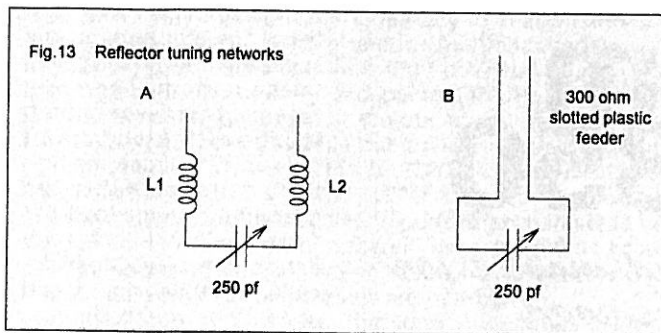 Fig.13 Reflector tuning networks
A
B
300 ohm
slotted plastic
feeder
L1
L2
250 pf
250 pf